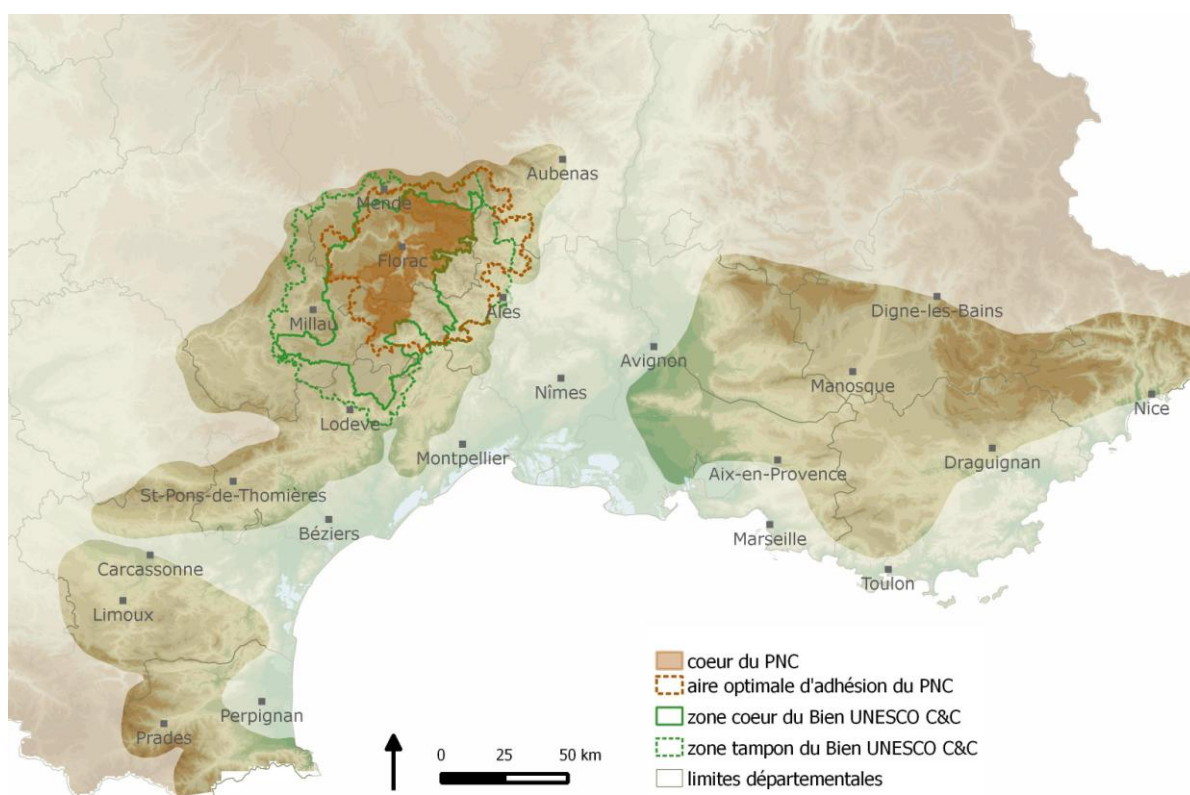 Aubenas
Mende
Florac
Millau
Alès
Digne-les-Bains
Avignon
Manosque
Nîmes
Nice
Lodève
Montpellier
Aix-en-Provence
Draguignan
St-Pons-de-Thomières
Béziers
Marseille
Carcassonne
Toulon
Limoux
Perpignan
Prades
0 25 50 km
coeur du PNC
aire optimale d'adhésion du PNC
zone coeur du Bien UNESCO C&C
zone tampon du Bien UNESCO C&C
limites départementales